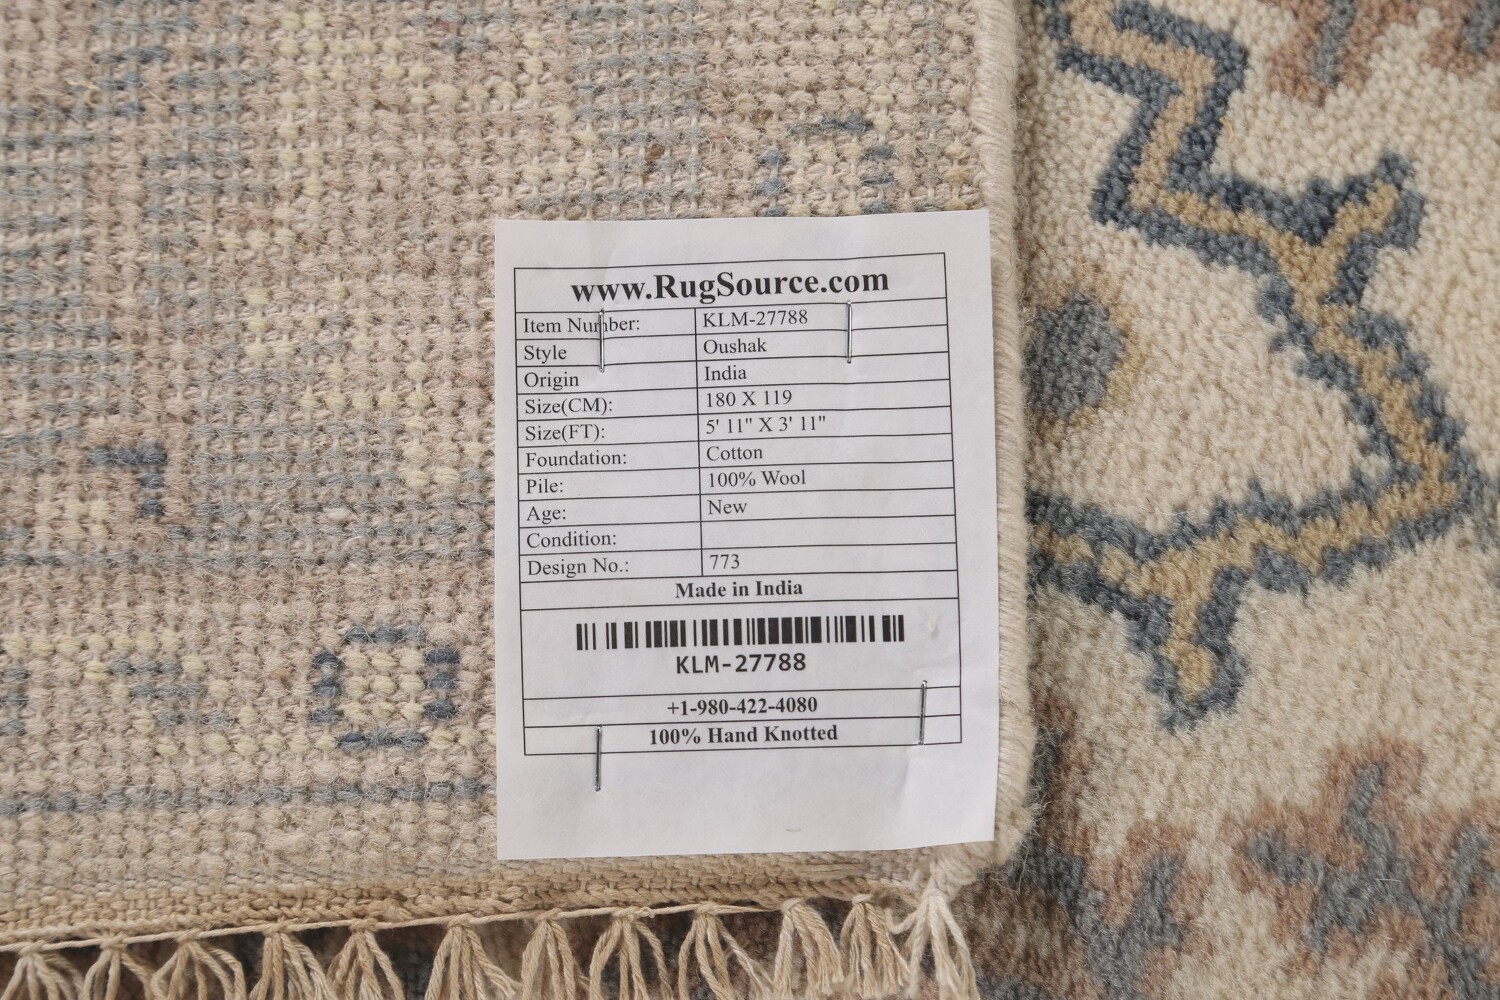 www.RugSource.com
Item Number: KLM-27788
Style Oushak
Origin India
Size(CM): 180 X 119
Size(FT): 5' 11" X 3' 11"
Foundation: Cotton
Pile: 100% Wool
Age: New
Condition:
Design No.: 773
Made in India
KLM-27788
+1-980-422-4080
100% Hand Knotted